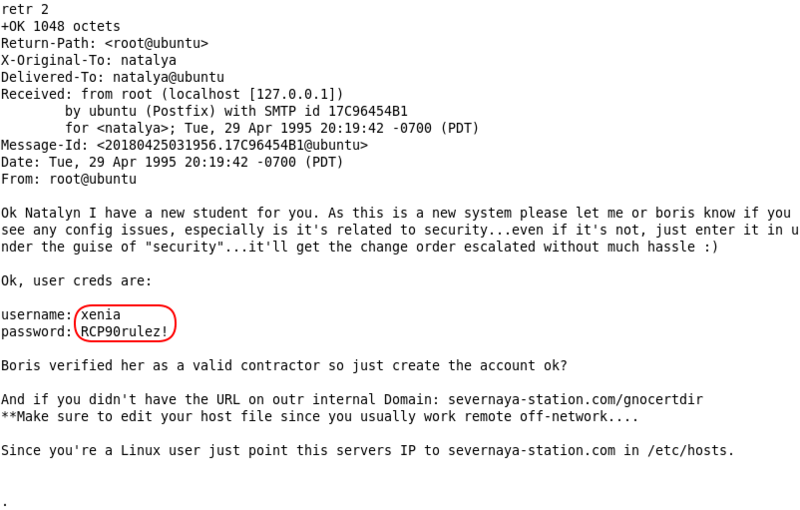 retr 2
+OK 1048 octets
Return-Path: <root@ubuntu>
X-Original-To: natalya
Delivered-To: natalya@ubuntu
Received: from root (localhost [127.0.0.1])
by ubuntu (Postfix) with SMTP id 17C96454B1
for <natalya>; Tue, 29 Apr 1995 20:19:42 -0700 (PDT)
Message-Id: <20180425031956.17C96454B1@ubuntu>
Date: Tue, 29 Apr 1995 20:19:42 -0700 (PDT)
From: root@ubuntu
Ok Natalyn I have a new student for you. As this is a new system please let me or boris know if you
see any config issues, especially is it's related to security...even if it's not, just enter it in u
nder the guise of "security"...it'll get the change order escalated without much hassle :)
Ok, user creds are:
username: xenia
password: RCP90rulez!
Boris verified her as a valid contractor so just create the account ok?
And if you didn't have the URL on outr internal Domain: severnaya-station.com/gnocertdir
**Make sure to edit your host file since you usually work remote off-network....
Since you're a Linux user just point this servers IP to severnaya-station.com in /etc/hosts.
.